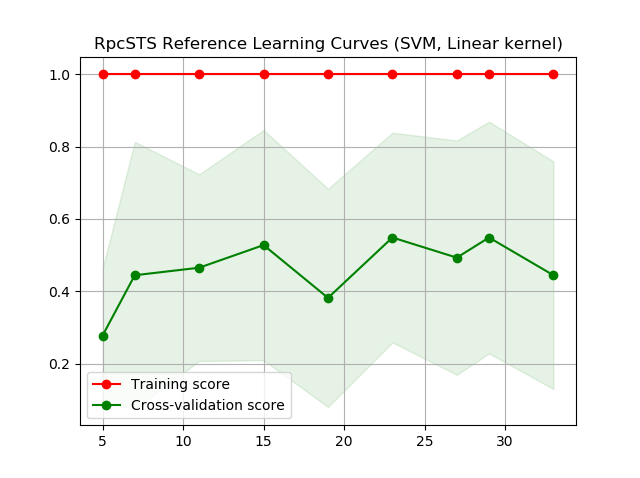 RpcSTS Reference Learning Curves (SVM, Linear kernel)
1.0
0.8
0.6
0.4
0.2
Training score
Cross-validation score
5 10 15 20 25 30